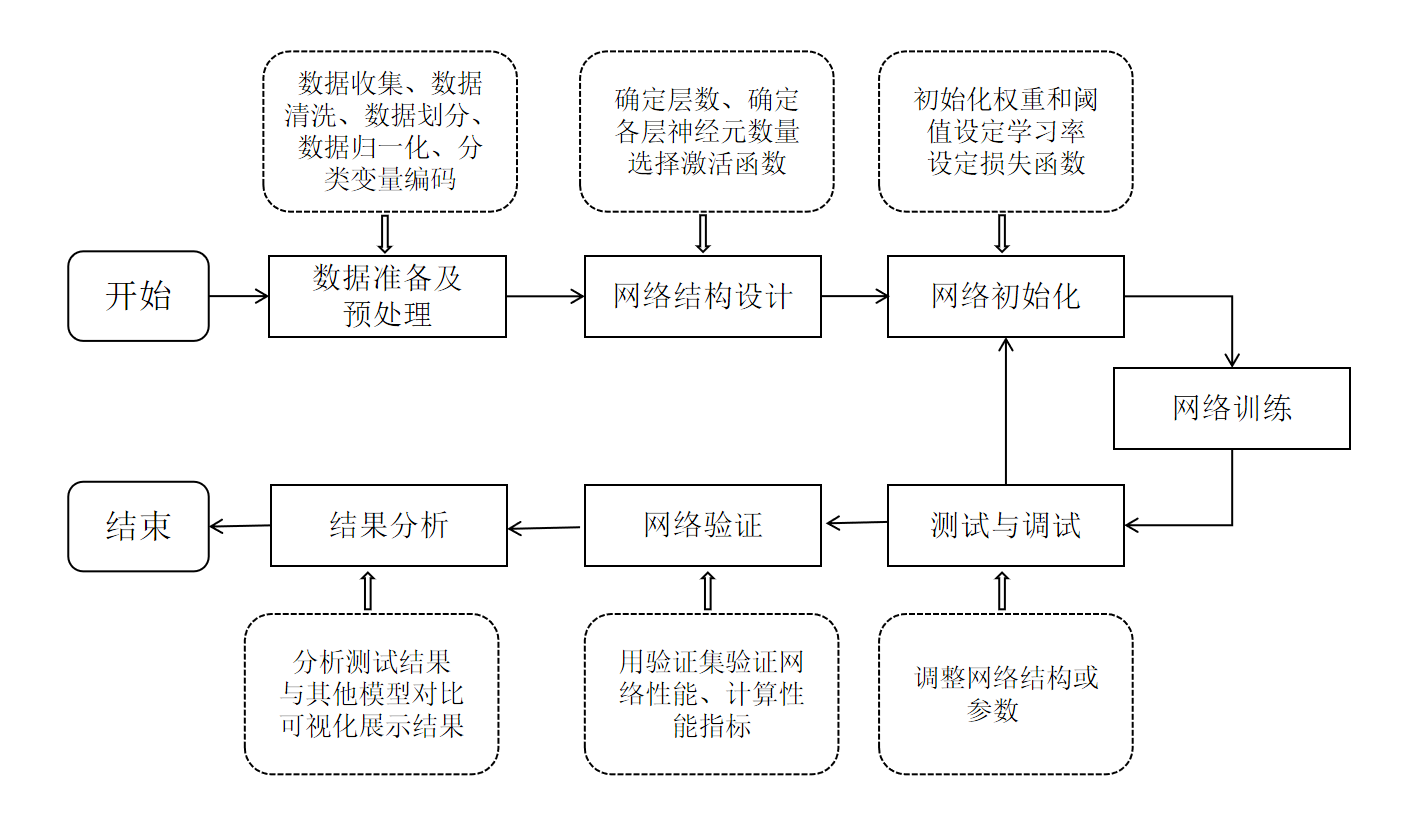 数据收集、数据
清洗、数据划分、
数据归一化、分
类变量编码
确定层数、确定
各层神经元数量
选择激活函数
初始化权重和阈
值设定学习率
设定损失函数
开始
数据准备及
预处理
网络结构设计
网络初始化
网络训练
结束
结果分析
网络验证
测试与调试
分析测试结果
与其他模型对比
可视化展示结果
用验证集验证网
络性能、计算性
能指标
调整网络结构或
参数